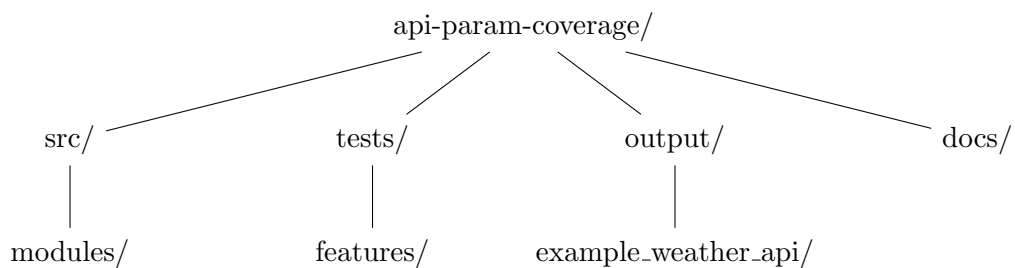 api-param-coverage/
src/ tests/ output/ docs/
modules/ features/ example_weather_api/